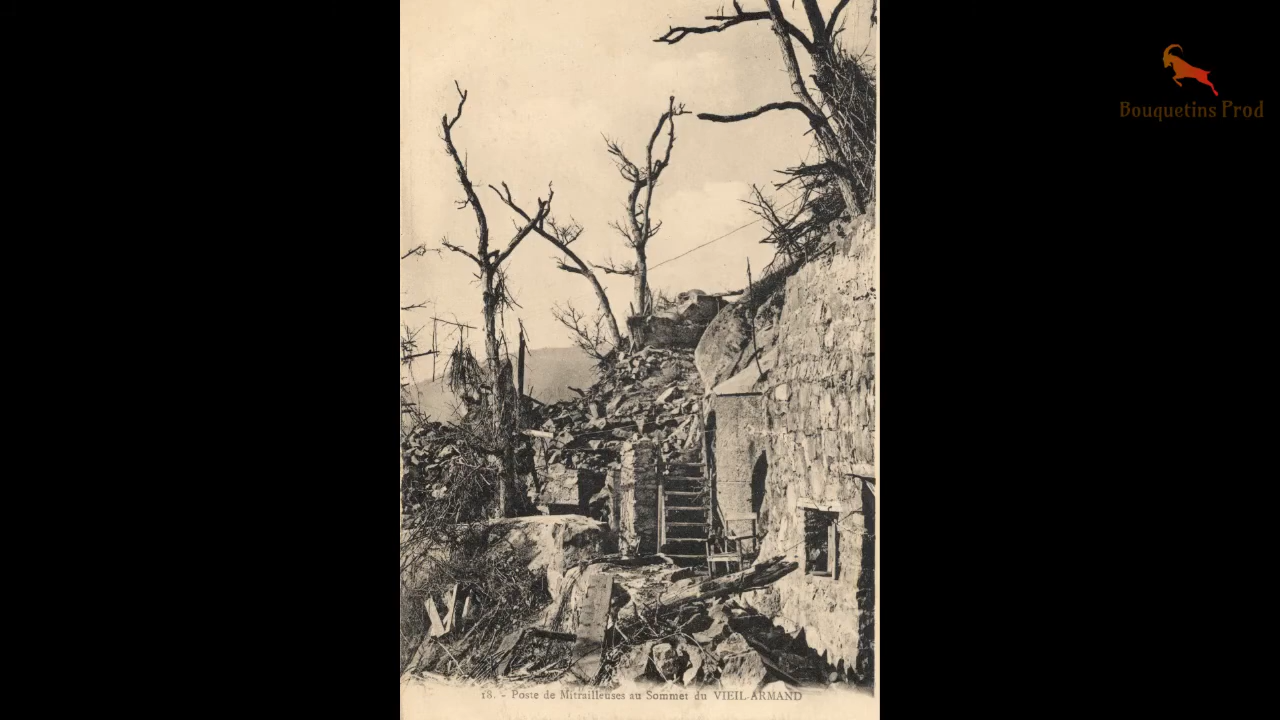 Bouquetins Prod
18. - Poste de Mitrailleuses au Sommet du VIEIL ARMAND